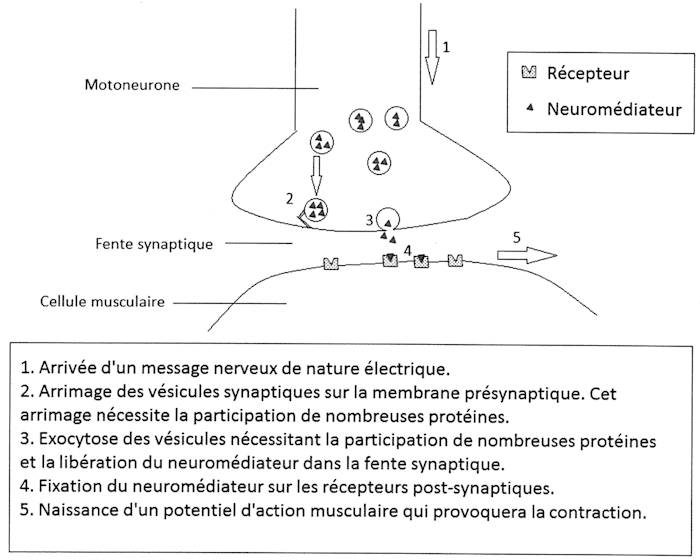 1
Motoneurone
Récepteur
Neuromédiateur
2
3
Fente synaptique
4
5
Cellule musculaire
1. Arrivée d'un message nerveux de nature électrique.
2. Arrimage des vésicules synaptiques sur la membrane présynaptique. Cet
arrimage nécessite la participation de nombreuses protéines.
3. Exocytose des vésicules nécessitant la participation de nombreuses protéines
et la libération du neuromédiateur dans la fente synaptique.
4. Fixation du neuromédiateur sur les récepteurs post-synaptiques.
5. Naissance d'un potentiel d'action musculaire qui provoquera la contraction.